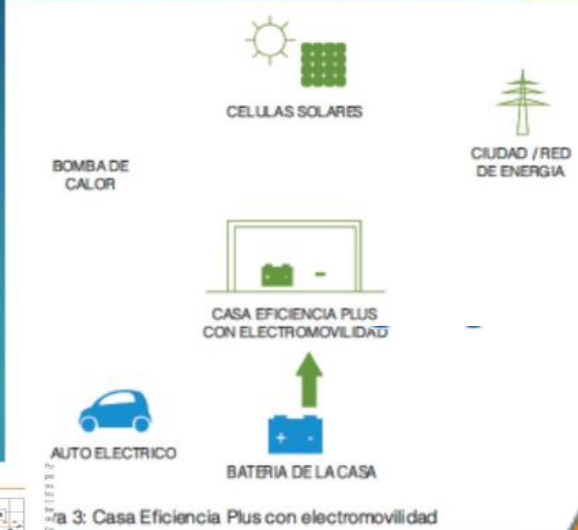 CELULAS SOLARES
CIUDAD / RED
DE ENERGIA
BOMBA DE
CALOR
CASA EFICIENCIA PLUS
CON ELECTROMOVILIDAD
AUTO ELECTRICO
BATERIA DE LA CASA
ra 3: Casa Eficiencia Plus con electromovilidad